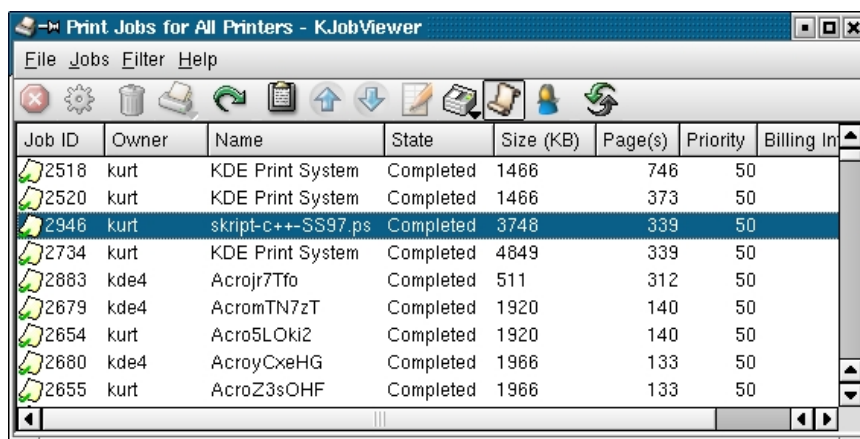 Print Jobs for All Printers - KJobViewer
File Jobs Filter Help
Job ID Owner Name State Size (KB) Page(s) Priority Billing In
2518 kurt KDE Print System Completed 1466 746 50
2520 kurt KDE Print System Completed 1466 373 50
2946 kurt skript-c++-SS97.ps Completed 3748 339 50
2734 kurt KDE Print System Completed 4849 339 50
2883 kde4 Acrojr7Tfo Completed 511 312 50
2679 kde4 AcromTN7zT Completed 1920 140 50
2654 kurt Acro5LOki2 Completed 1920 140 50
2680 kde4 AcroyCxeHG Completed 1966 133 50
2655 kurt AcroZ3sOHF Completed 1966 133 50